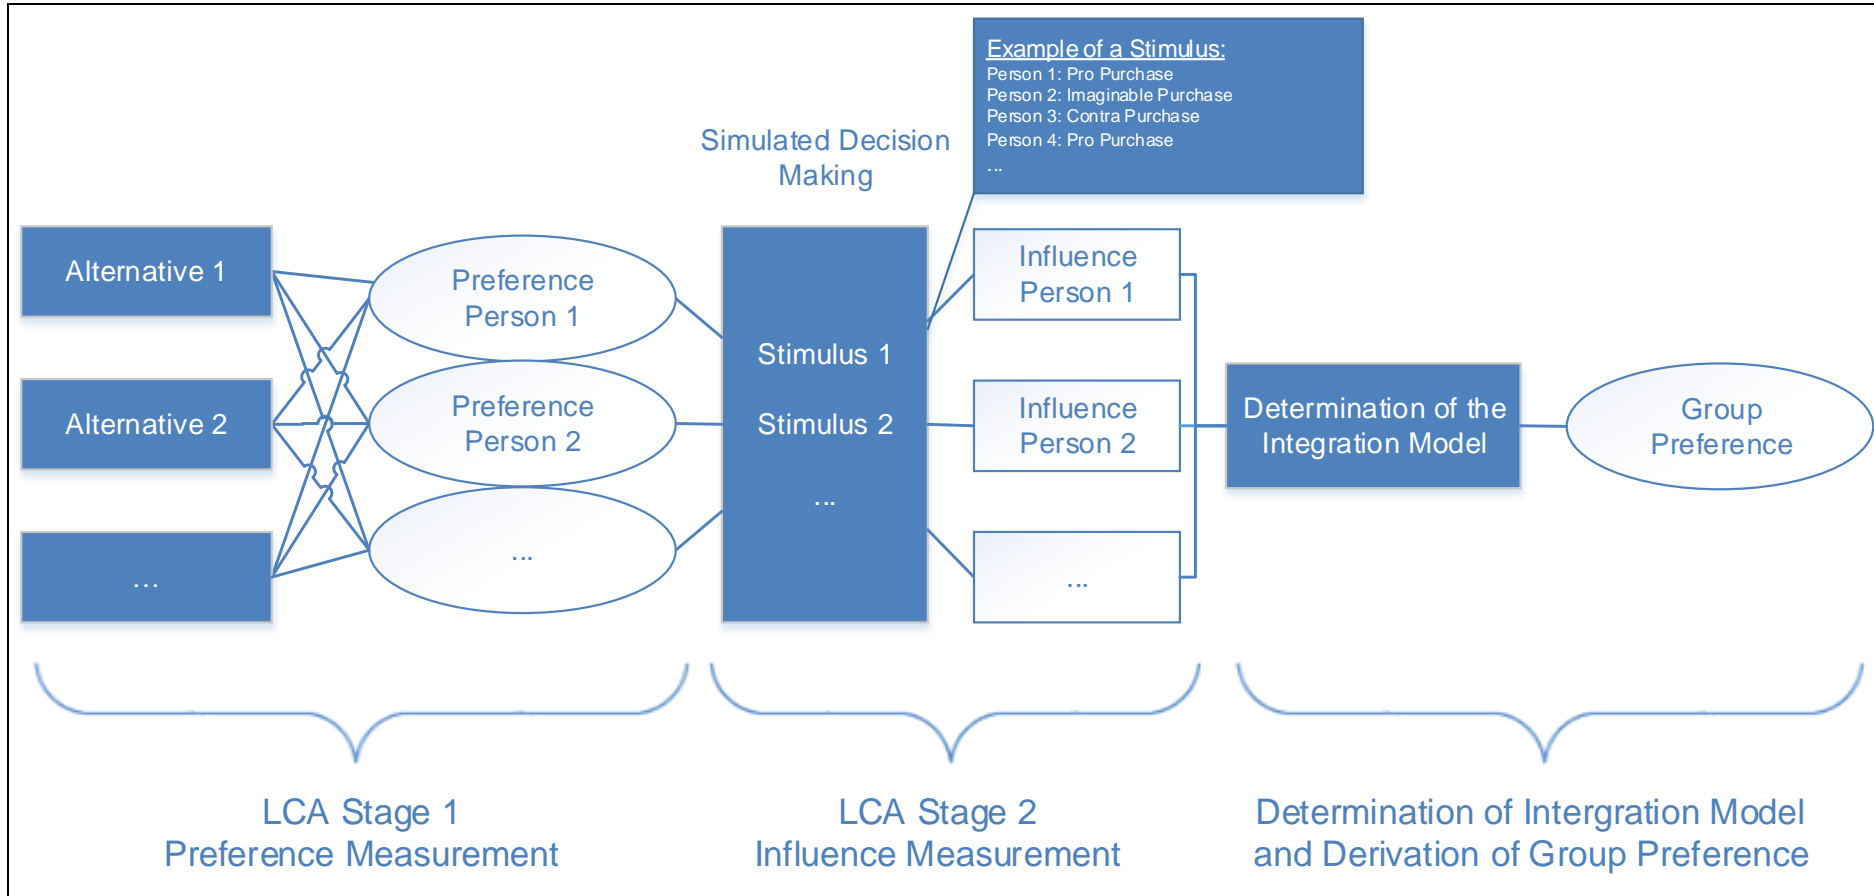 Example of a Stimulus:
Person 1: Pro Purchase
Person 2: Imaginable Purchase
Person 3: Contra Purchase
Person 4: Pro Purchase
...
Simulated Decision
Making
Alternative 1
Alternative 2
...
Preference
Person 1
Preference
Person 2
...
Stimulus 1
Stimulus 2
...
Influence
Person 1
Influence
Person 2
...
Determination of the
Integration Model
Group
Preference
LCA Stage 1
Preference Measurement
LCA Stage 2
Influence Measurement
Determination of Intergration Model
and Derivation of Group Preference